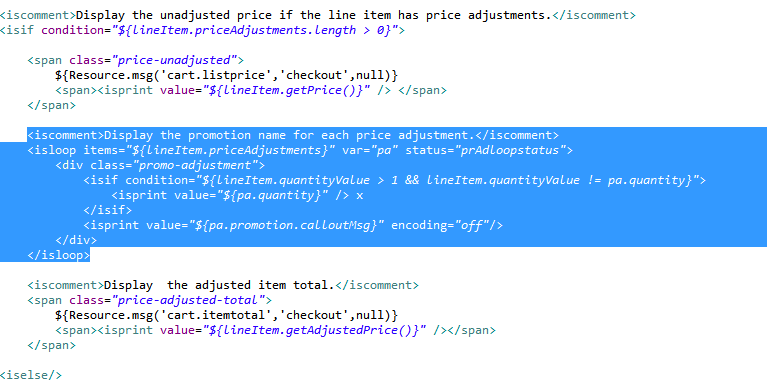 <iscomment>Display the unadjusted price if the line item has price adjustments.</iscomment>
<isif condition="${lineItem.priceAdjustments.length > 0}">
<span class="price-unadjusted">
${Resource.msg('cart.listprice','checkout',null)}
<span><isprint value="${lineItem.getPrice()}" /> </span>
</span>
<iscomment>Display the promotion name for each price adjustment.</iscomment>
<isloop items="${lineItem.priceAdjustments}" var="pa" status="prAdloopstatus">
<div class="promo-adjustment">
<isif condition="${lineItem.quantityValue > 1 && lineItem.quantityValue != pa.quantity}">
<isprint value="${pa.quantity}" /> x
</isif>
<isprint value="${pa.promotion.calloutMsg}" encoding="off"/>
</div>
</isloop>
<iscomment>Display  the adjusted item total.</iscomment>
<span class="price-adjusted-total">
${Resource.msg('cart.itemtotal','checkout',null)}
<span><isprint value="${lineItem.getAdjustedPrice()}" /></span>
</span>
<iselse/>